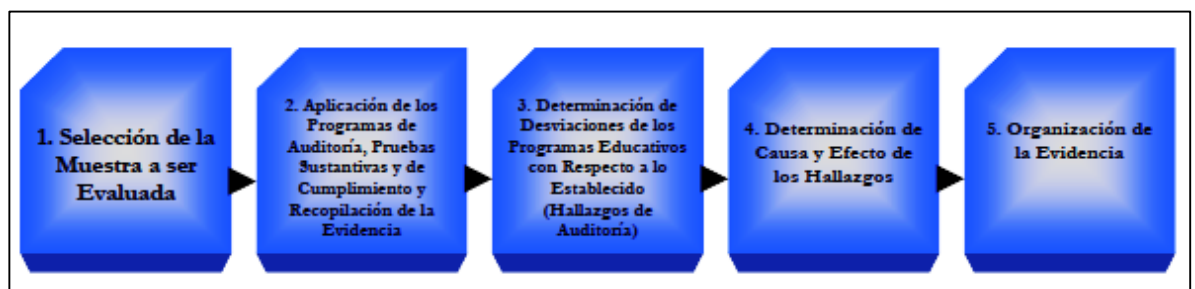 1. Selección de la
Muestra a ser
Evaluada
2. Aplicación de los
Programas de
Auditoría, Pruebas
Sustantivas y de
Cumplimiento y
Recopilación de la
Evidencia
3. Determinación de
Desviaciones de los
Programas Educativos
con Respecto a lo
Establecido
(Hallazgos de
Auditoría)
4. Determinación de
Causa y Efecto de
los Hallazgos
5. Organización de
la Evidencia